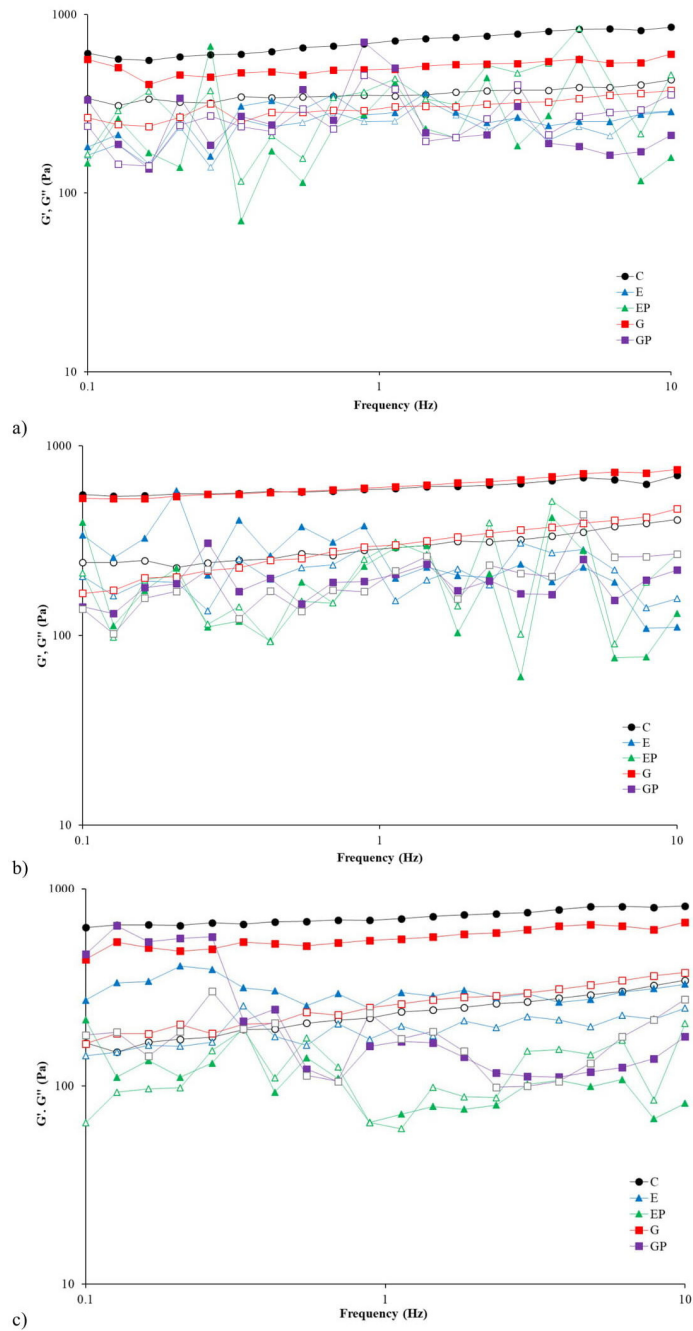 1000
100
10
G', G'' (Pa)
0.1
1
10
Frequency (Hz)
C
E
EP
G
GP
a)
1000
100
10
G', G'' (Pa)
0.1
1
10
Frequency (Hz)
C
E
EP
G
GP
b)
1000
100
10
G'. G'' (Pa)
0.1
1
10
Frequency (Hz)
C
E
EP
G
GP
c)